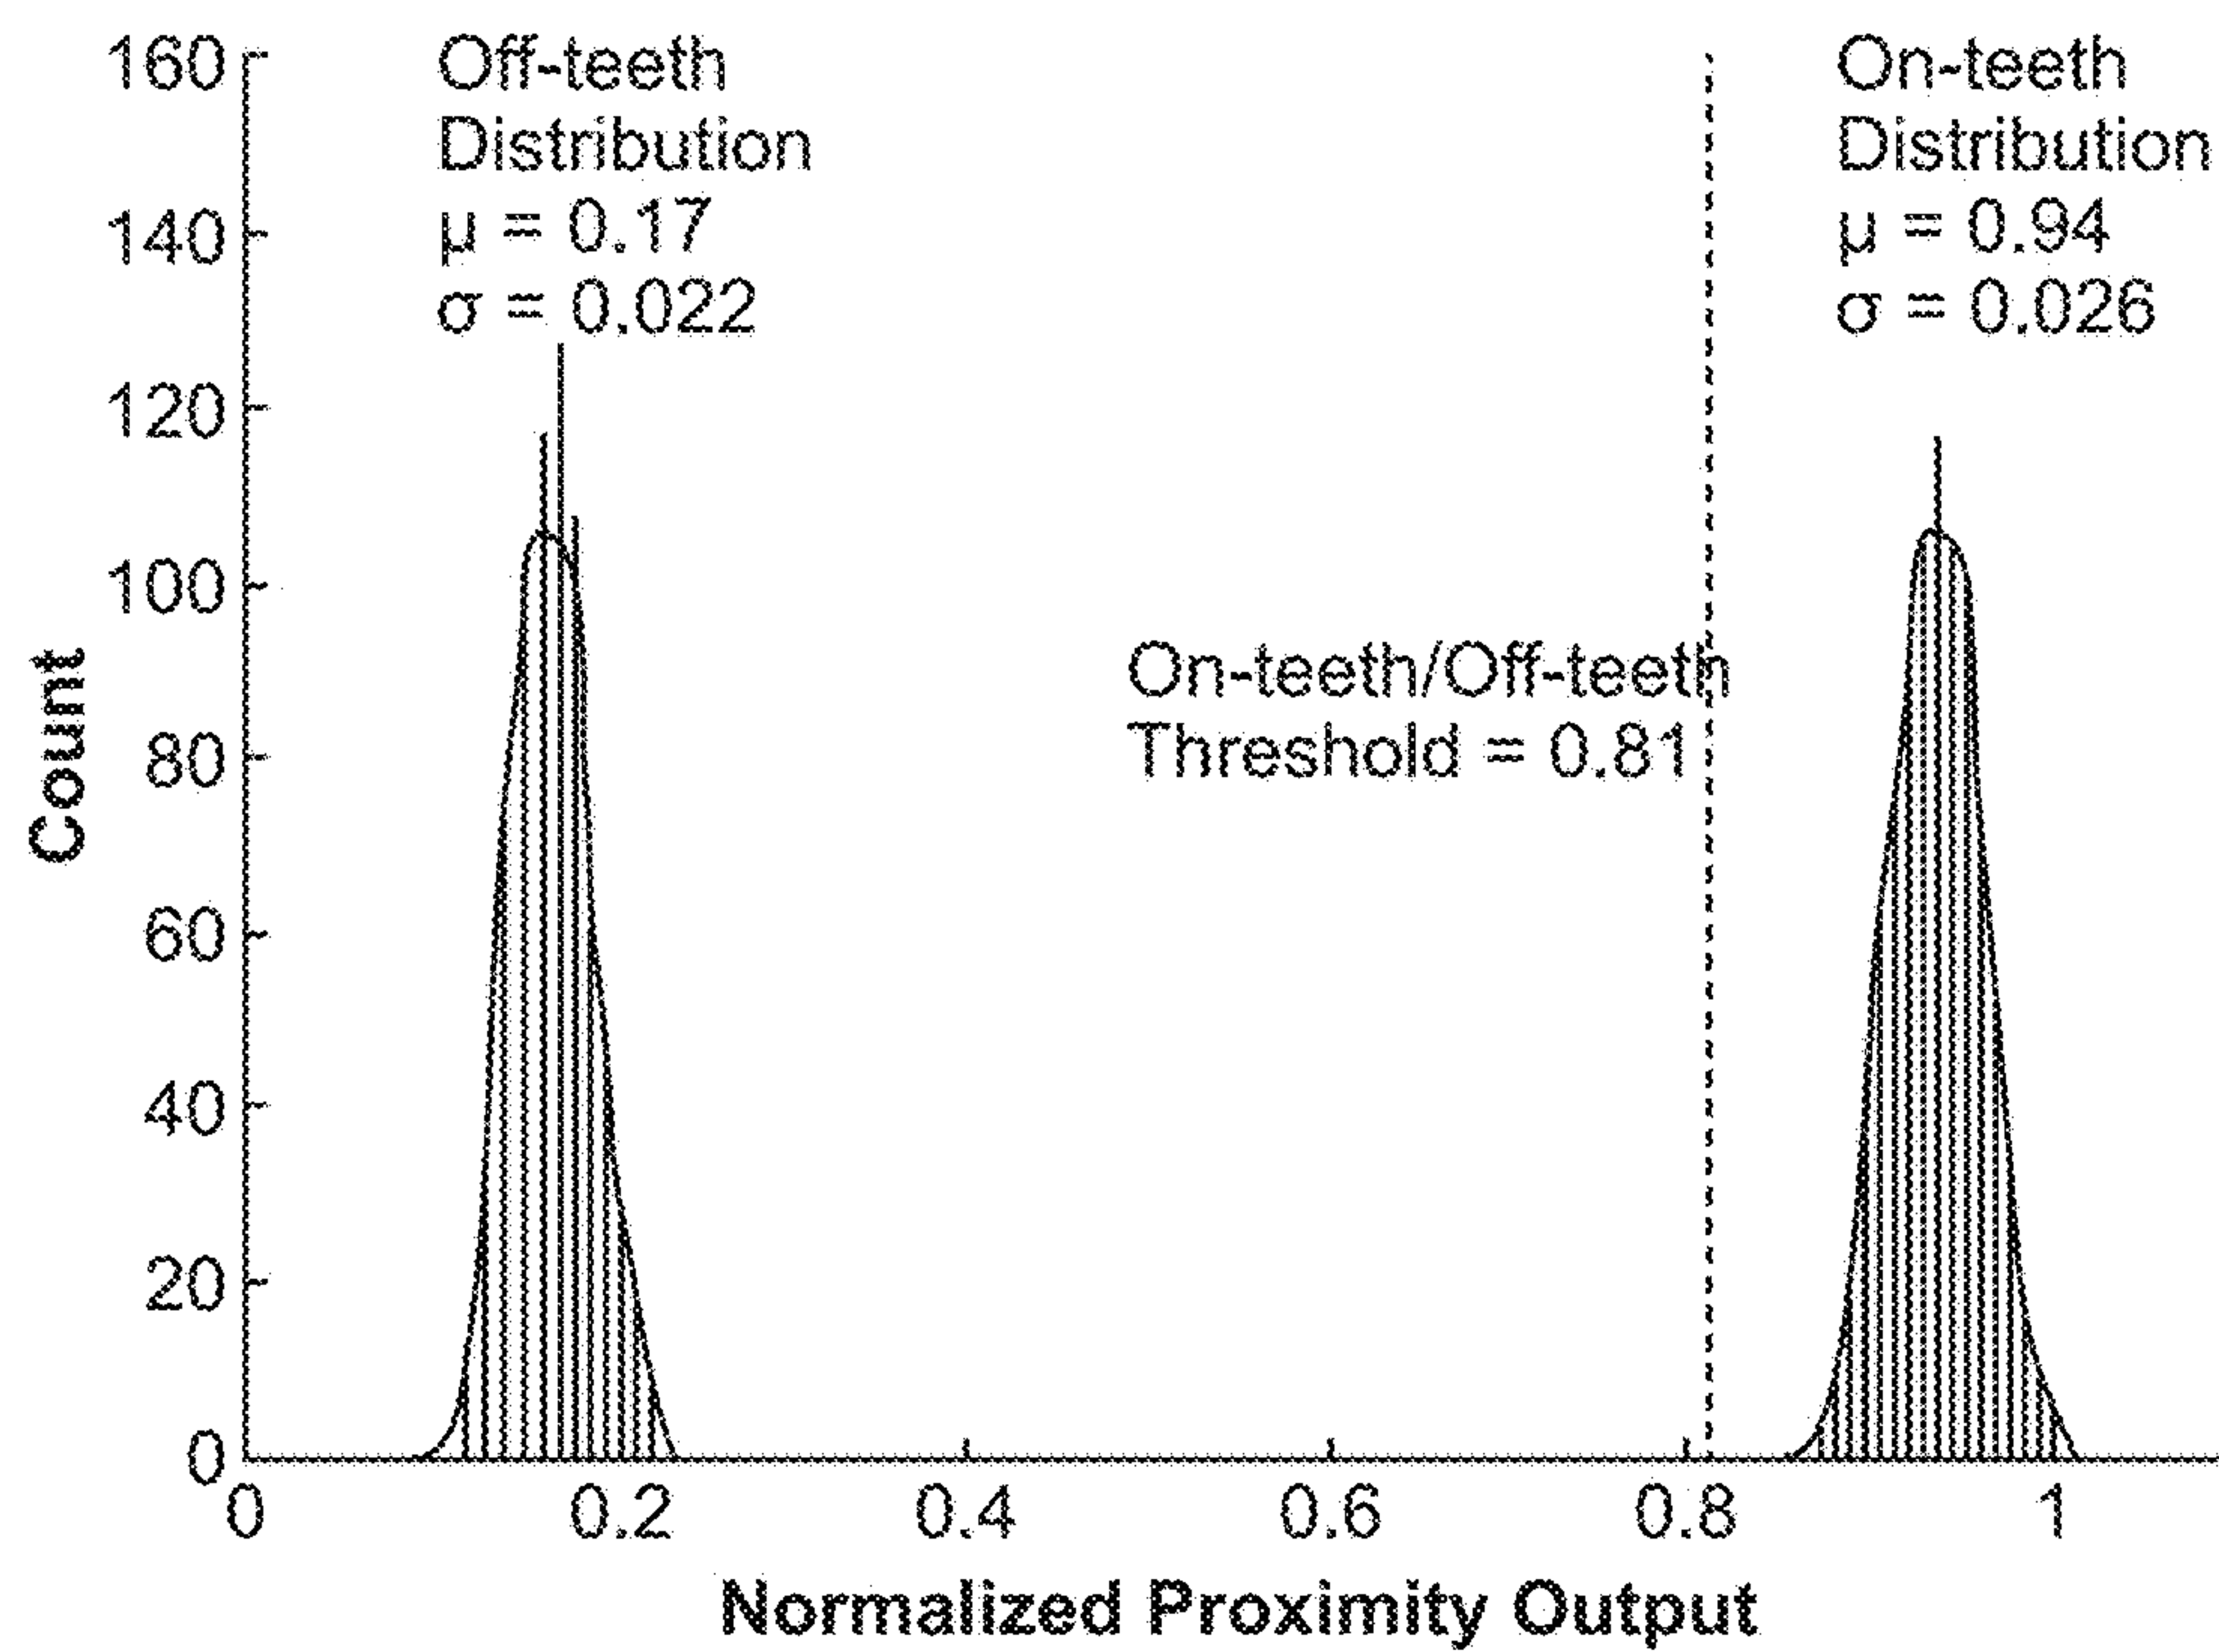 160
140
120
100
80
60
40
20
0
Count
Off-teeth
Distribution
μ = 0.17
σ = 0.022
On-teeth/Off-teeth
Threshold = 0.81
On-teeth
Distribution
μ = 0.94
σ = 0.026
0 0.2 0.4 0.6 0.8 1
Normalized Proximity Output